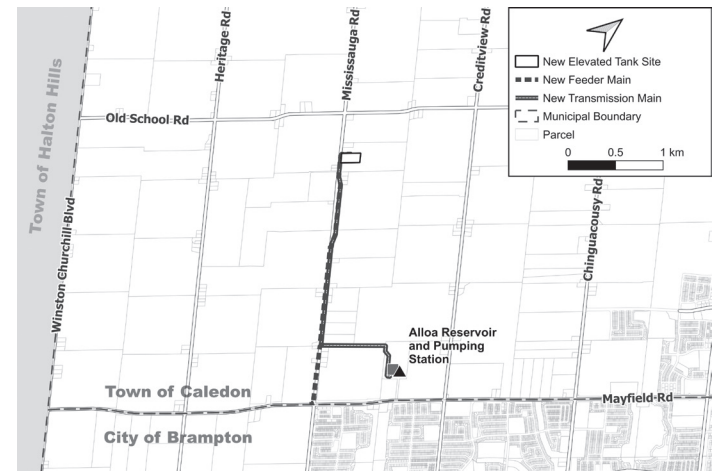 Town of Halton Hills
Winston Churchill Blvd
Heritage Rd
Mississauga Rd
Creditview Rd
Chinguacousy Rd
Old School Rd
New Elevated Tank Site
New Feeder Main
New Transmission Main
Municipal Boundary
Parcel
0 0.5 1 km
Alloa Reservoir
and Pumping
Station
Town of Caledon
Mayfield Rd
City of Brampton